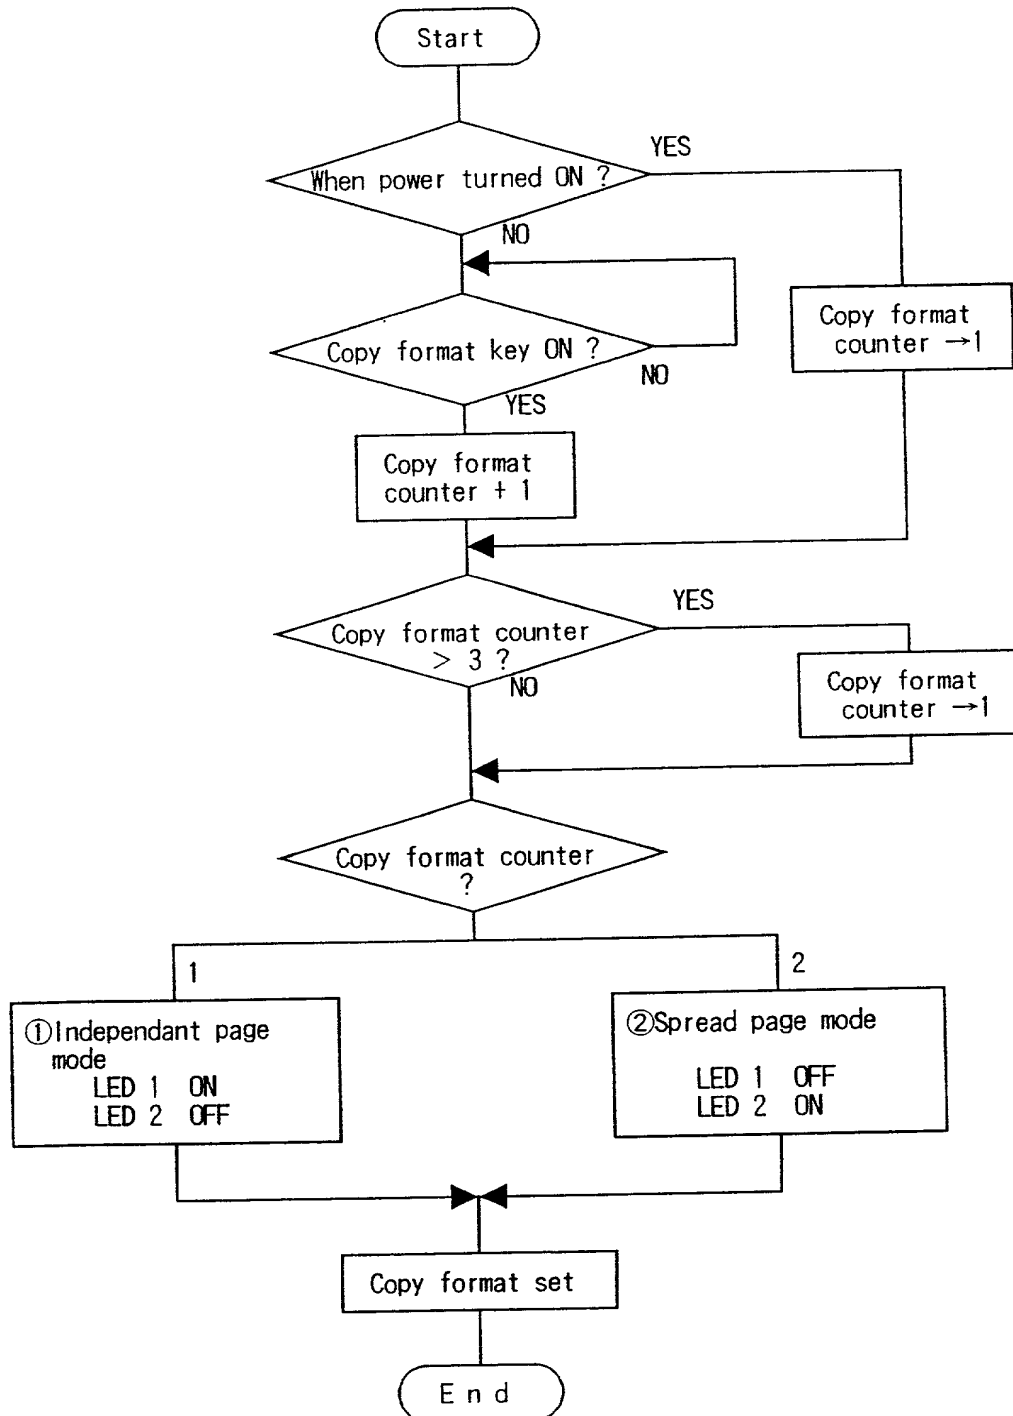 Start
When power turned ON ?
YES
NO
Copy format
counter →1
Copy format key ON ?
NO
YES
Copy format
counter + 1
Copy format counter
> 3 ?
YES
NO
Copy format
counter →1
Copy format counter
?
1
2
①Independant page
mode
LED 1 ON
LED 2 OFF
②Spread page mode
LED 1 OFF
LED 2 ON
Copy format set
End